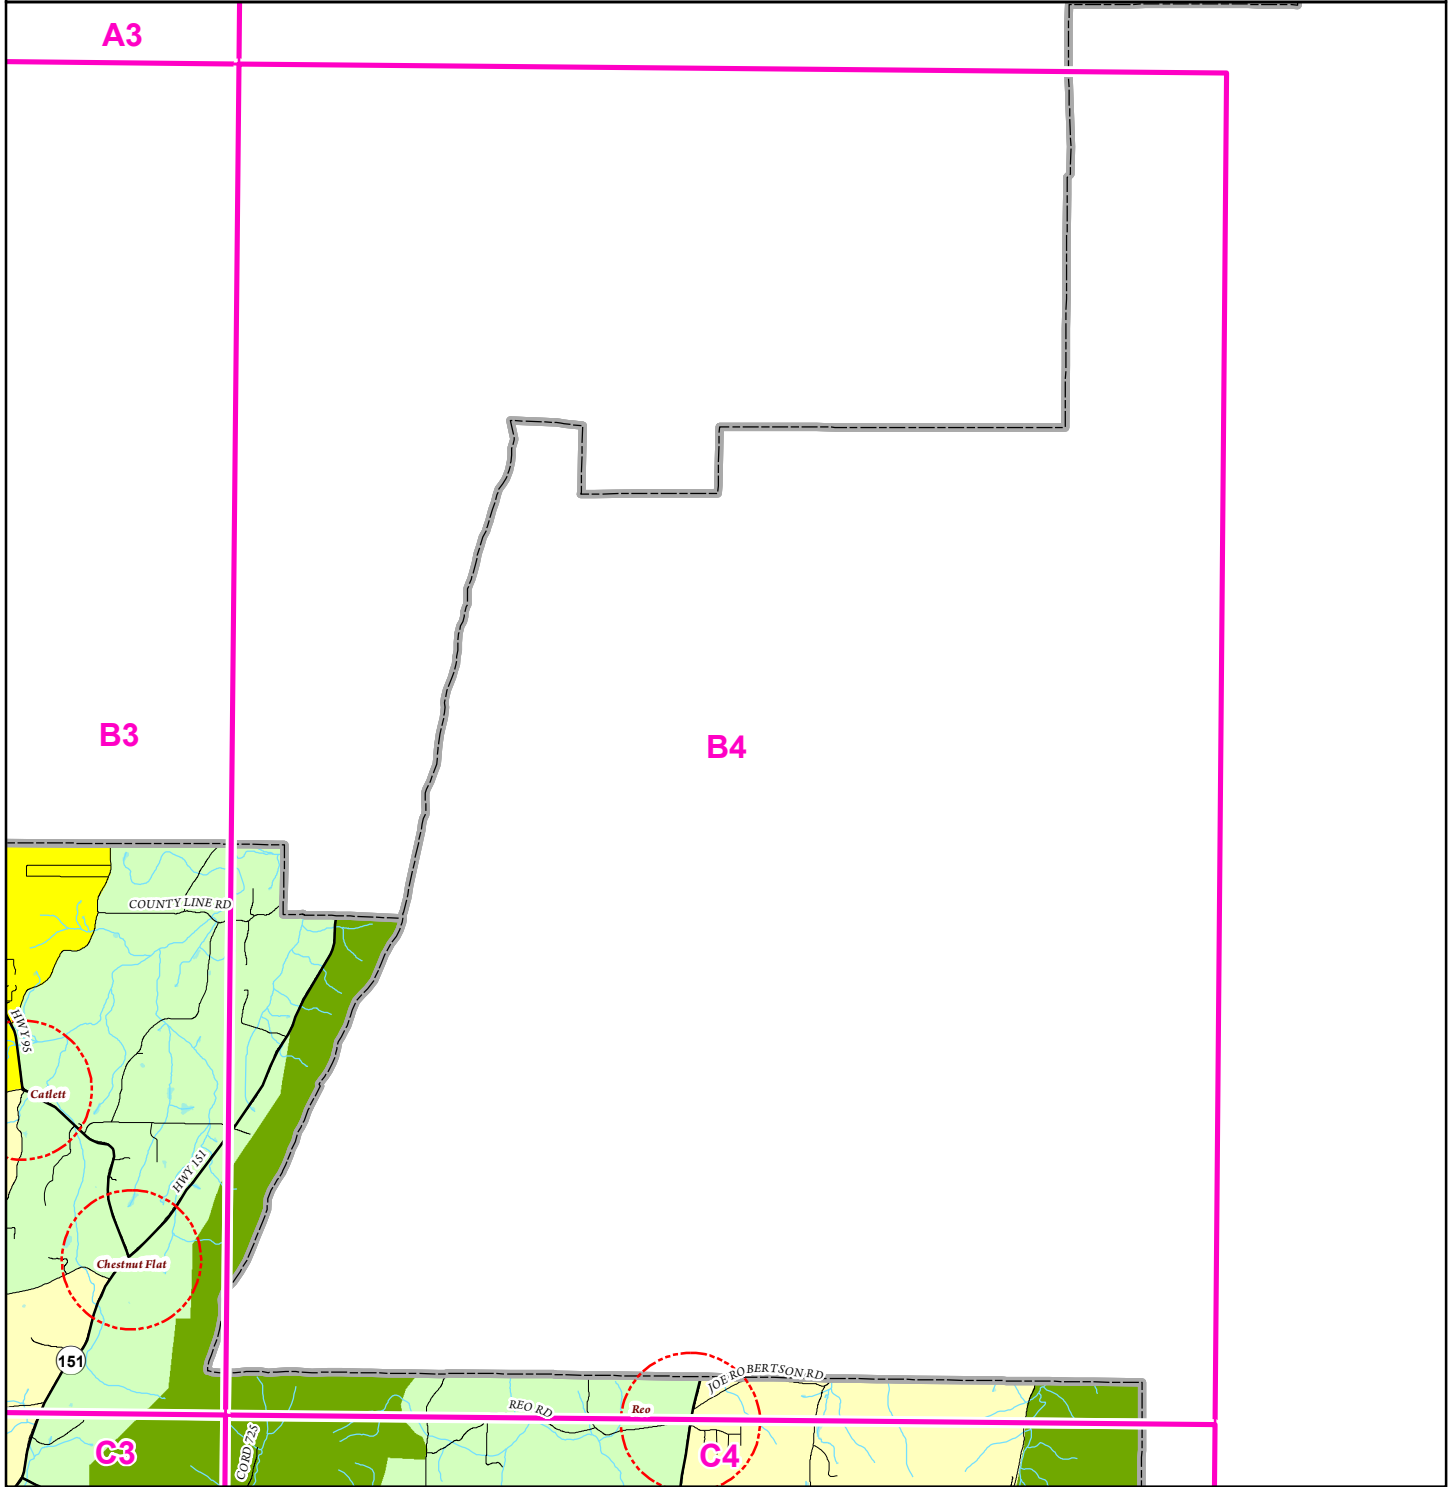 A3
B3
B4
COUNTY LINE RD
HWY 95
Catlett
HWY 151
Chestnut Flat
151
JOE ROBERTSON RD
REO RD
Reo
C3
CORD 725
C4